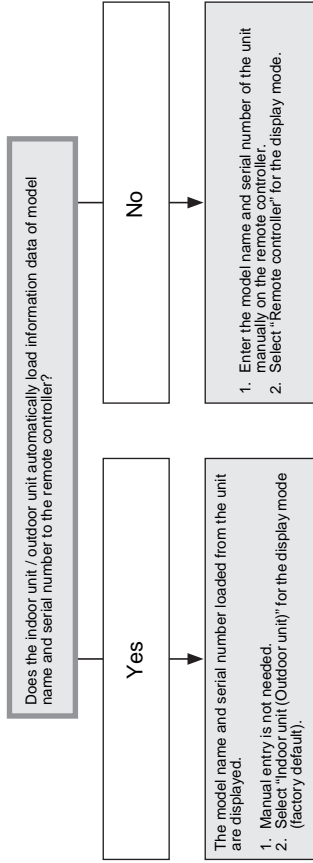 Does the indoor unit / outdoor unit automatically load information data of model
name and serial number to the remote controller?
Yes
The model name and serial number loaded from the unit
are displayed.
1. Manual entry is not needed.
2. Select "Indoor unit (Outdoor unit)" for the display mode
(factory default).
No
1. Enter the model name and serial number of the unit
manually on the remote controller.
2. Select "Remote controller" for the display mode.